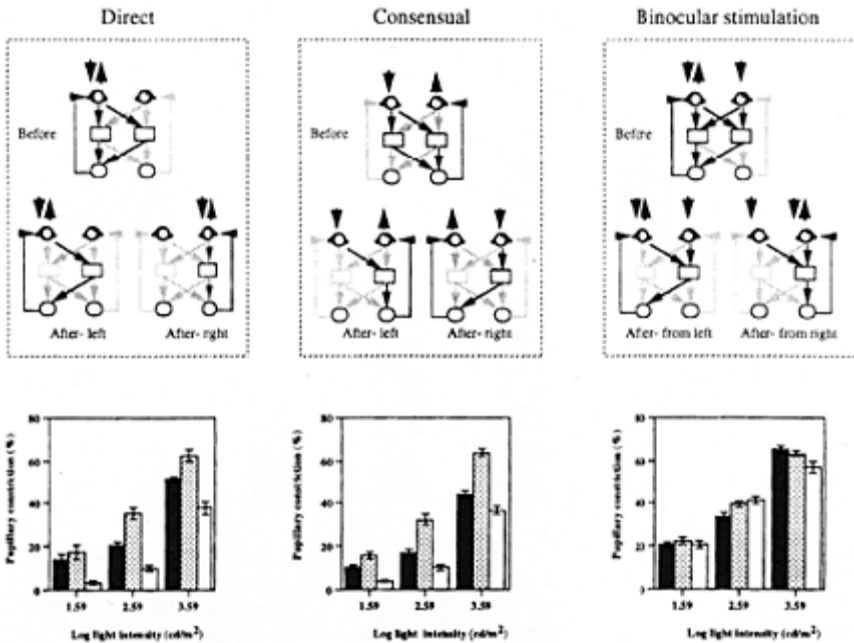 Direct
Consensual
Binocular stimulation
Before
Before
Before
After- left
After- right
After- left
After- right
After- from left
After- from right
Pupillary constriction (%)
80
60
40
20
0
1.59
2.59
3.59
Log light intensity (cd/m²)
Pupillary constriction (%)
80
60
40
20
0
1.59
2.59
3.59
Log light intensity (cd/m²)
Pupillary constriction (%)
80
60
40
20
1.59
2.59
3.59
Log light intensity (cd/m²)